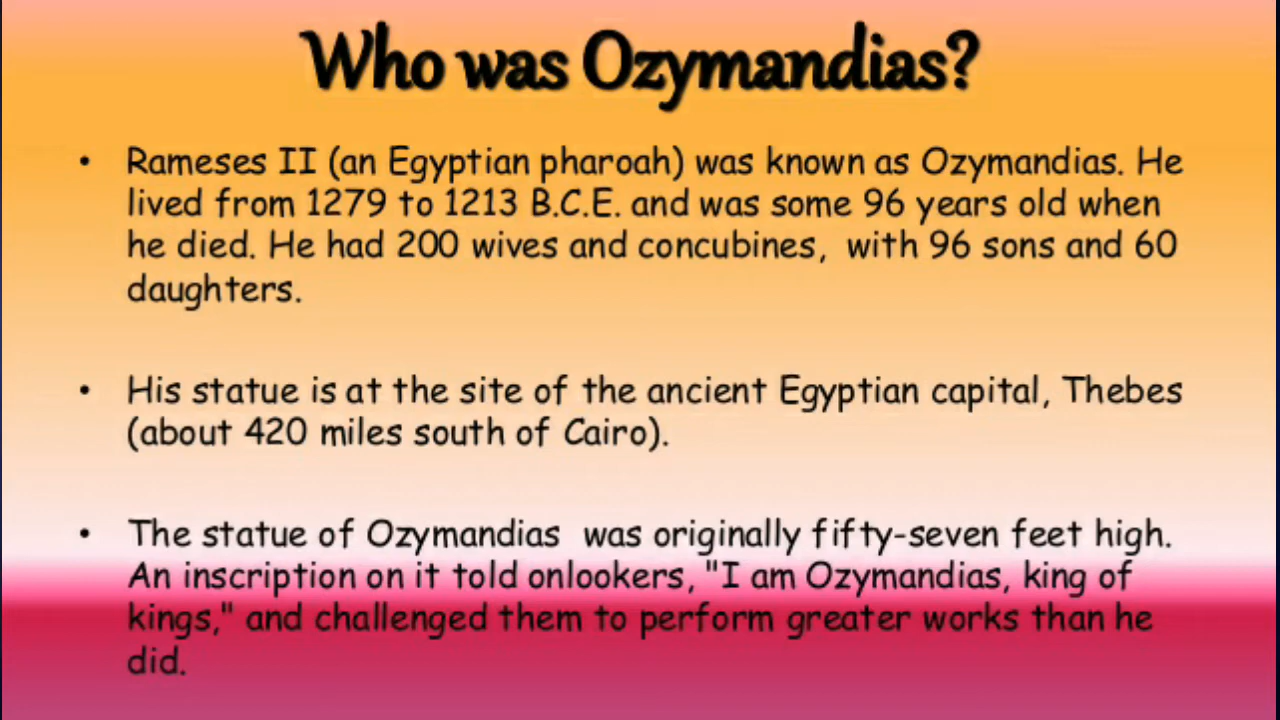 Who was Ozymandias?
• Rameses II (an Egyptian pharoah) was known as Ozymandias. He
lived from 1279 to 1213 B.C.E. and was some 96 years old when
he died. He had 200 wives and concubines, with 96 sons and 60
daughters.
• His statue is at the site of the ancient Egyptian capital, Thebes
(about 420 miles south of Cairo).
• The statue of Ozymandias was originally fifty-seven feet high.
An inscription on it told onlookers, "I am Ozymandias, king of
kings," and challenged them to perform greater works than he
did.